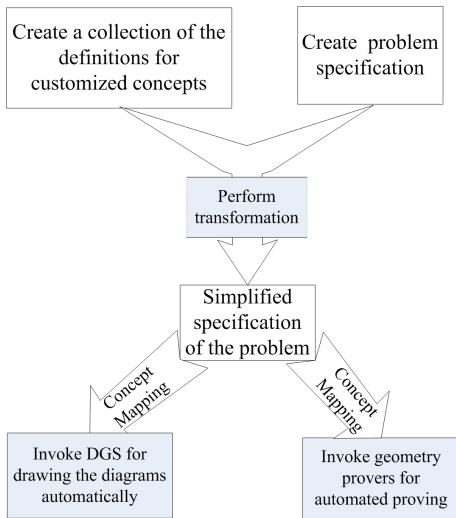 Create a collection of the
definitions for
customized concepts
Create problem
specification
Perform
transformation
Simplified
specification
of the problem
Concept
Mapping
Concept
Mapping
Invoke DGS for
drawing the diagrams
automatically
Invoke geometry
provers for
automated proving